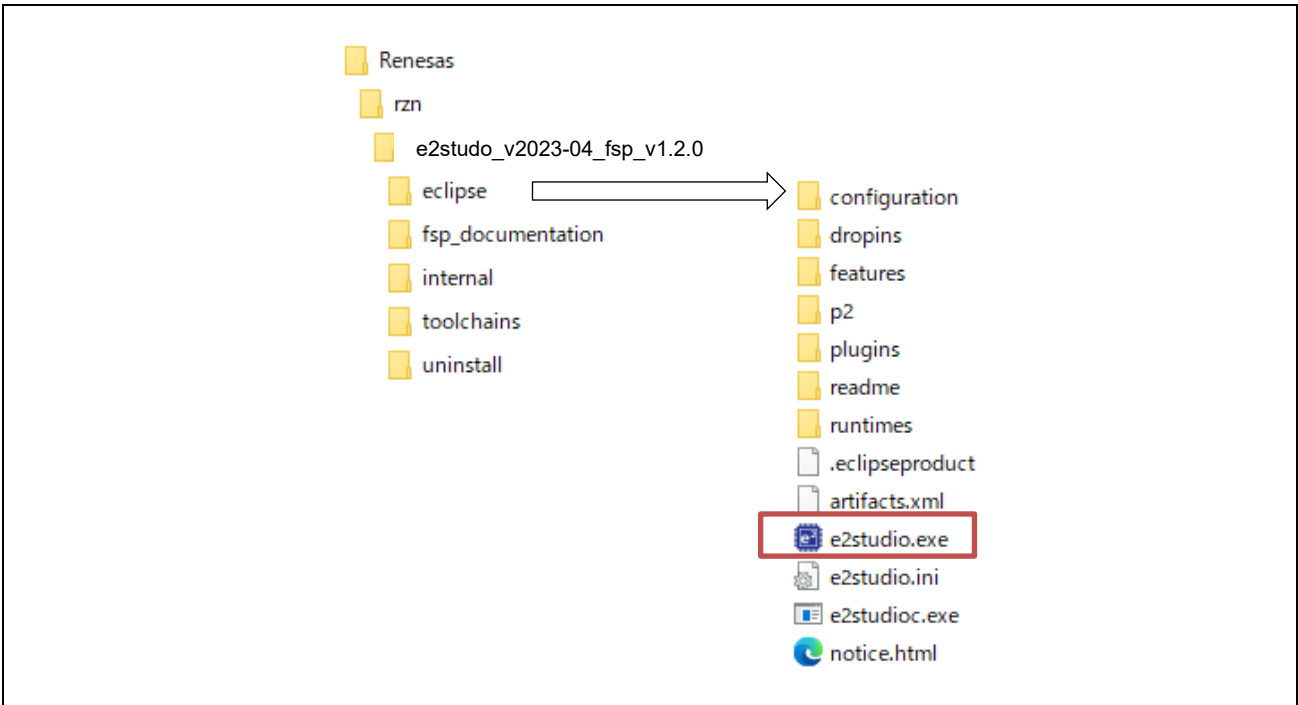 Renesas
rzn
e2studo_v2023-04_fsp_v1.2.0
eclipse
fsp_documentation
internal
toolchains
uninstall
configuration
dropins
features
p2
plugins
readme
runtimes
.eclipseproduct
artifacts.xml
e2studio.exe
e2studio.ini
e2studioc.exe
notice.html